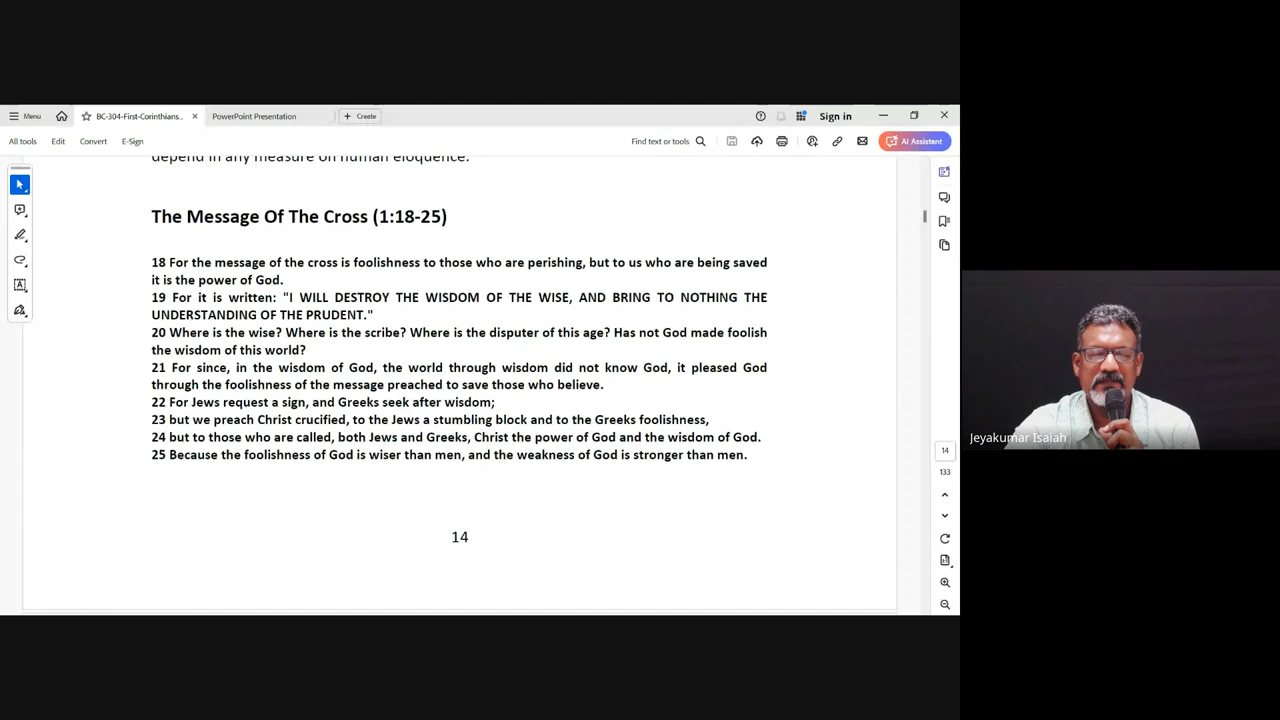 Menu
BC-304-First-Corinthians...
PowerPoint Presentation
Create
Sign in
All tools
Edit
Convert
E-Sign
Find text or tools
AI Assistant
depend in any measure on human eloquence.
The Message Of The Cross (1:18-25)
18 For the message of the cross is foolishness to those who are perishing, but to us who are being saved
it is the power of God.
19 For it is written: "I WILL DESTROY THE WISDOM OF THE WISE, AND BRING TO NOTHING THE
UNDERSTANDING OF THE PRUDENT."
20 Where is the wise? Where is the scribe? Where is the disputer of this age? Has not God made foolish
the wisdom of this world?
21 For since, in the wisdom of God, the world through wisdom did not know God, it pleased God
through the foolishness of the message preached to save those who believe.
22 For Jews request a sign, and Greeks seek after wisdom;
23 but we preach Christ crucified, to the Jews a stumbling block and to the Greeks foolishness,
24 but to those who are called, both Jews and Greeks, Christ the power of God and the wisdom of God.
25 Because the foolishness of God is wiser than men, and the weakness of God is stronger than men.
14
14
133
Jeyakumar Isaiah